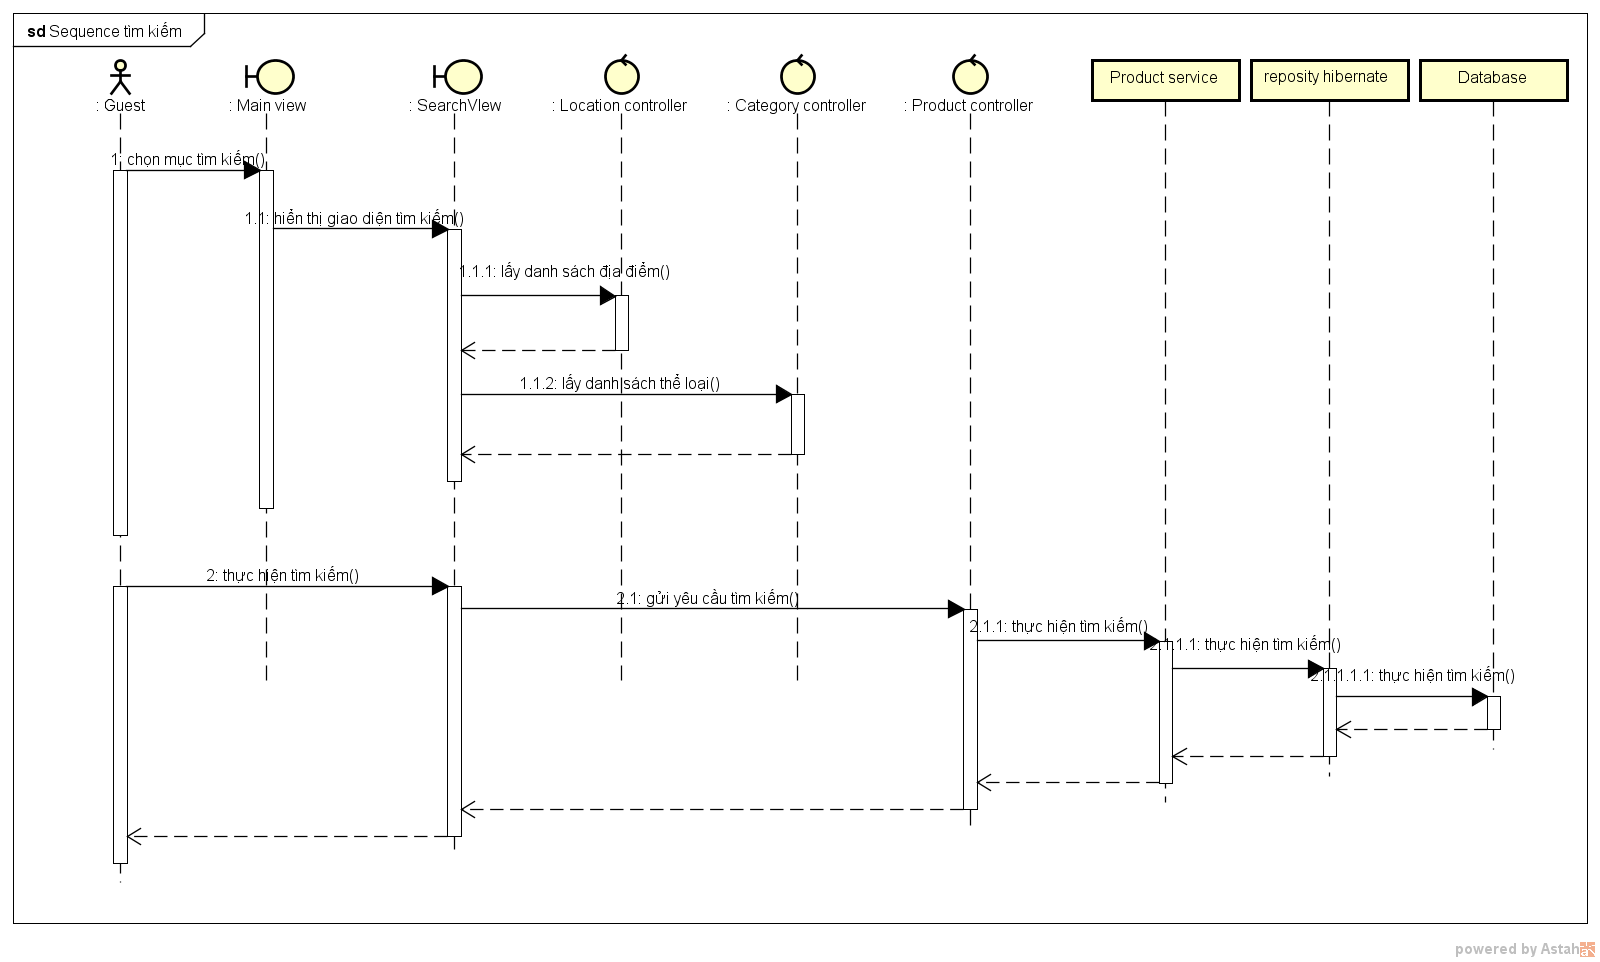 sd Sequence tìm kiếm
: Guest
: Main view
: SearchVIew
: Location controller
: Category controller
: Product controller
Product service
reposity hibernate
Database
1: chọn mục tìm kiếm()
1.1: hiển thị giao diện tìm kiếm()
1.1.1: lấy danh sách địa điểm()
1.1.2: lấy danh sách thể loại()
2: thực hiện tìm kiếm()
2.1: gửi yêu cầu tìm kiếm()
2.1.1: thực hiện tìm kiếm()
2.1.1.1: thực hiện tìm kiếm()
2.1.1.1.1: thực hiện tìm kiếm()
powered by Astah